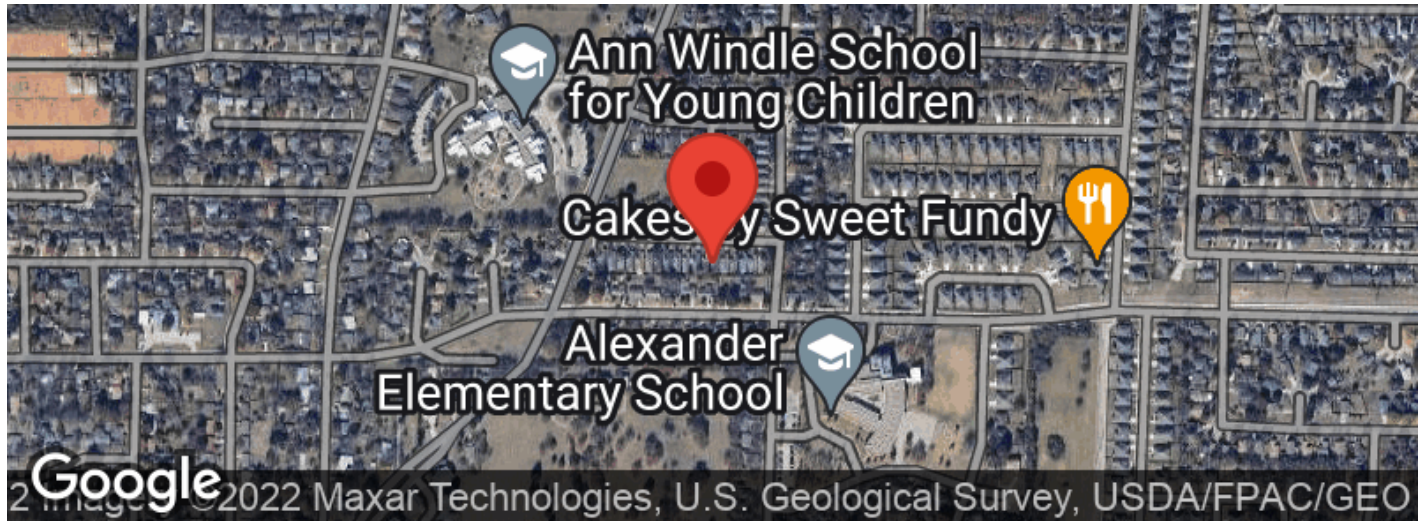 Ann Windle School
for Young Children
Sweet Fundy
Alexander
Elementary School
Google
©2022 Maxar Technologies, U.S. Geological Survey, USDA/FPAC/GEO